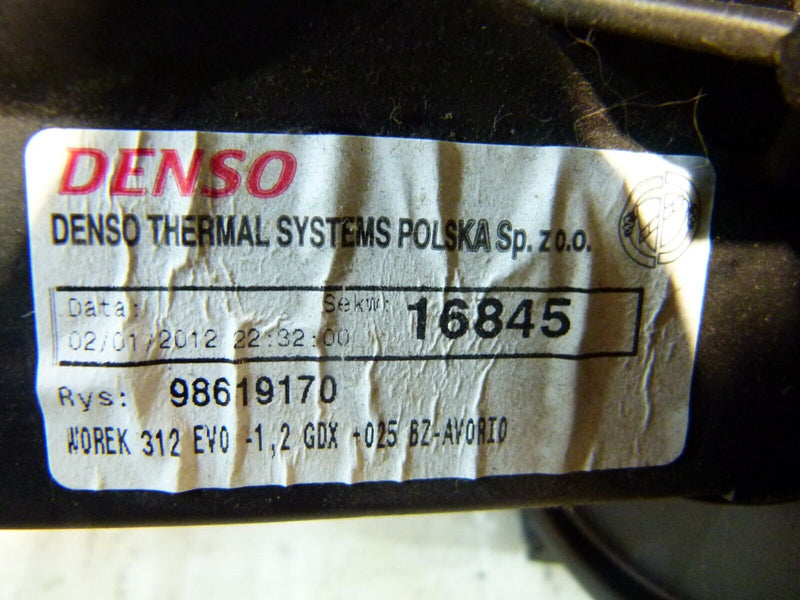 DENSO
DENSO THERMAL SYSTEMS POLSKA Sp. z o.o.
Data: Sekw: 16845
02/01/2012 22:32:00
Rys: 98619170
WOREK 312 EVO -1,2 GDX +025 BZ-AVORIO